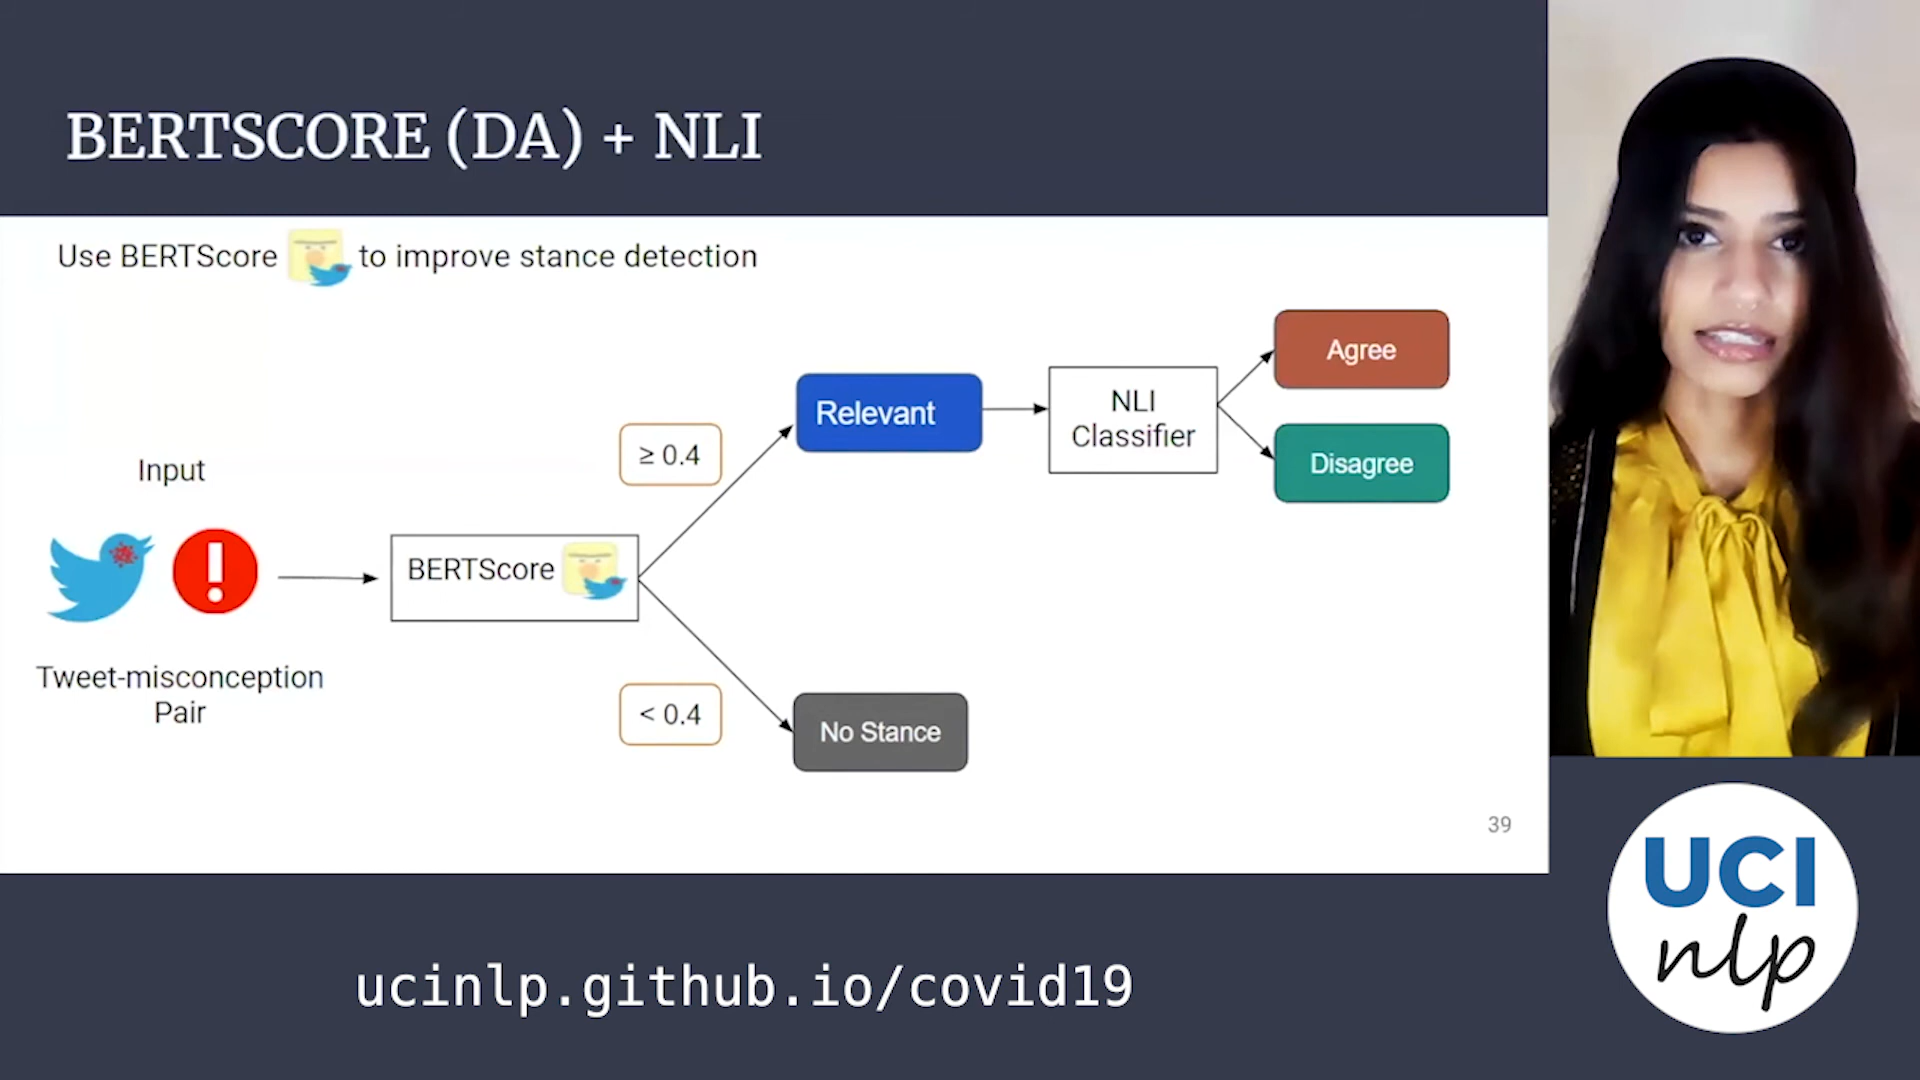 BERTSCORE (DA) + NLI
Use BERTScore to improve stance detection
Agree
Relevant
NLI
Classifier
≥ 0.4
Disagree
Input
BERTScore
Tweet-misconception
Pair
< 0.4
No Stance
39
UCI
nlp
ucinlp.github.io/covid19